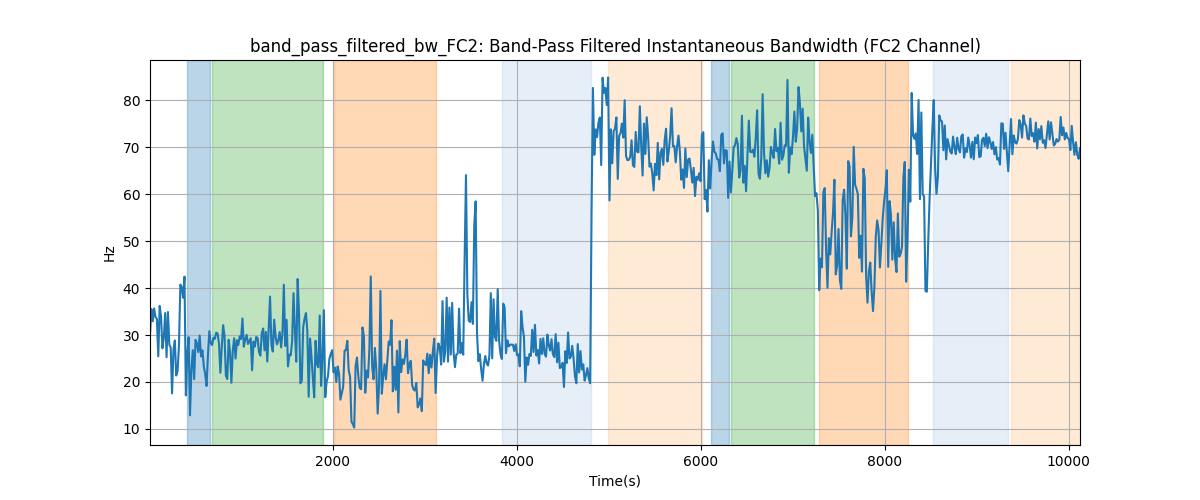 band_pass_filtered_bw_FC2: Band-Pass Filtered Instantaneous Bandwidth (FC2 Channel)
80
70
60
50
40
30
20
10
Hz
2000 4000 6000 8000 10000
Time(s)